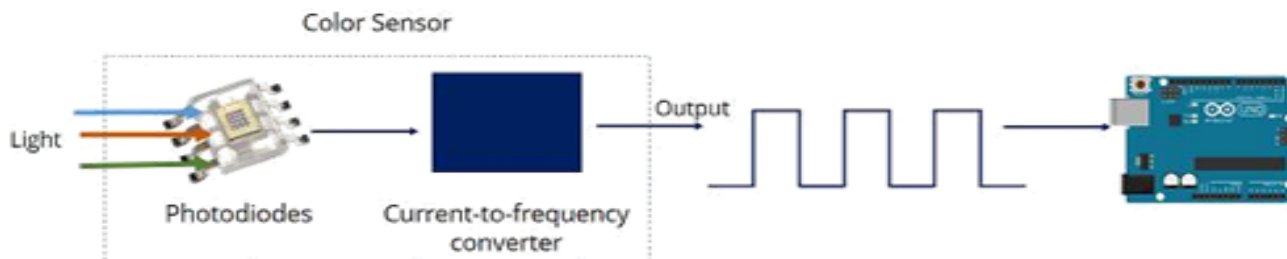 Color Sensor
Light
Output
Photodiodes
Current-to-frequency
converter